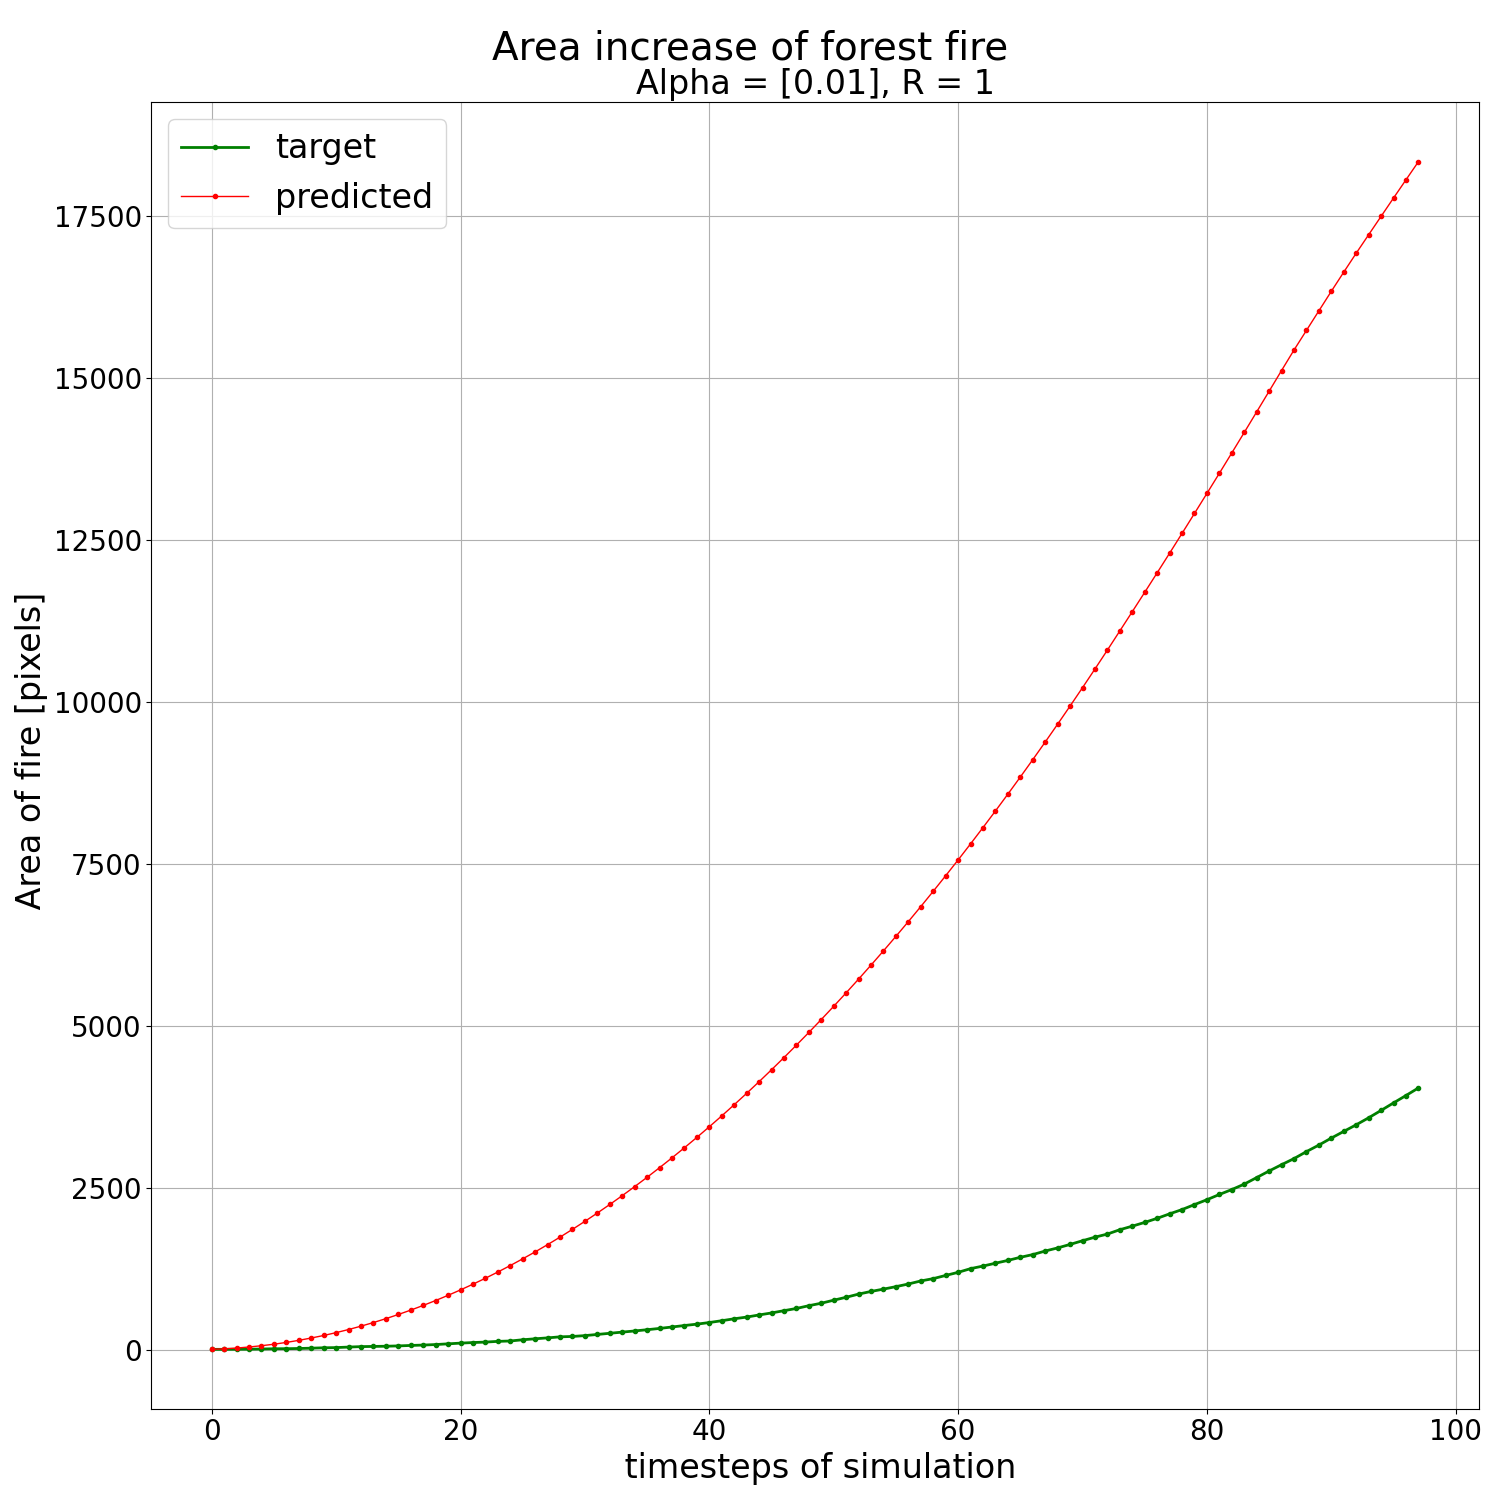 Area increase of forest fire
Alpha = [0.01], R = 1
target
predicted
17500
15000
12500
10000
7500
5000
2500
0
Area of fire [pixels]
0 20 40 60 80 100
timesteps of simulation